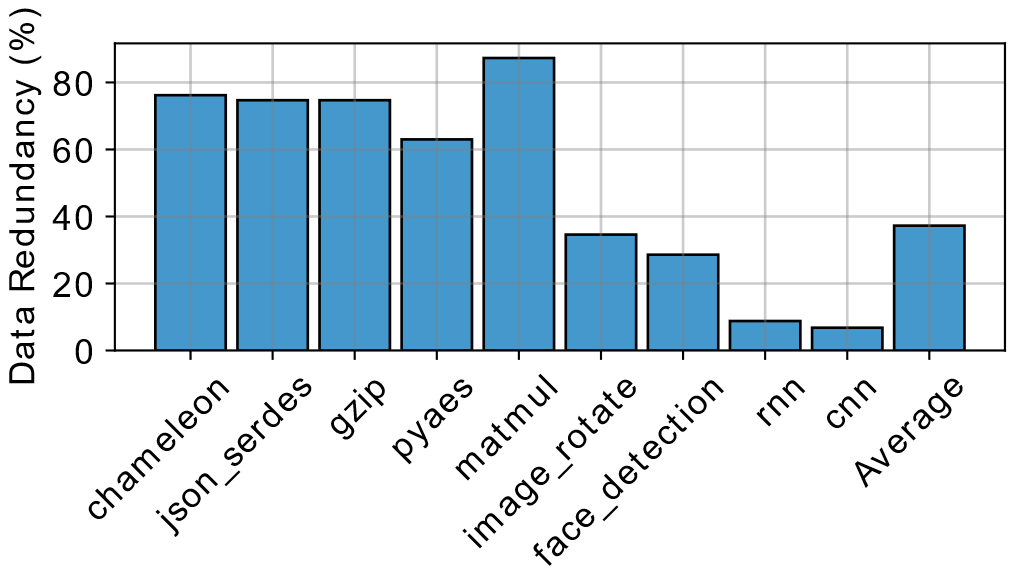 Data Redundancy (%)
80
60
40
20
0
chameleon
json_serdes
gzip
pyaes
matmul
image_rotate
face_detection
rnn
cnn
Average